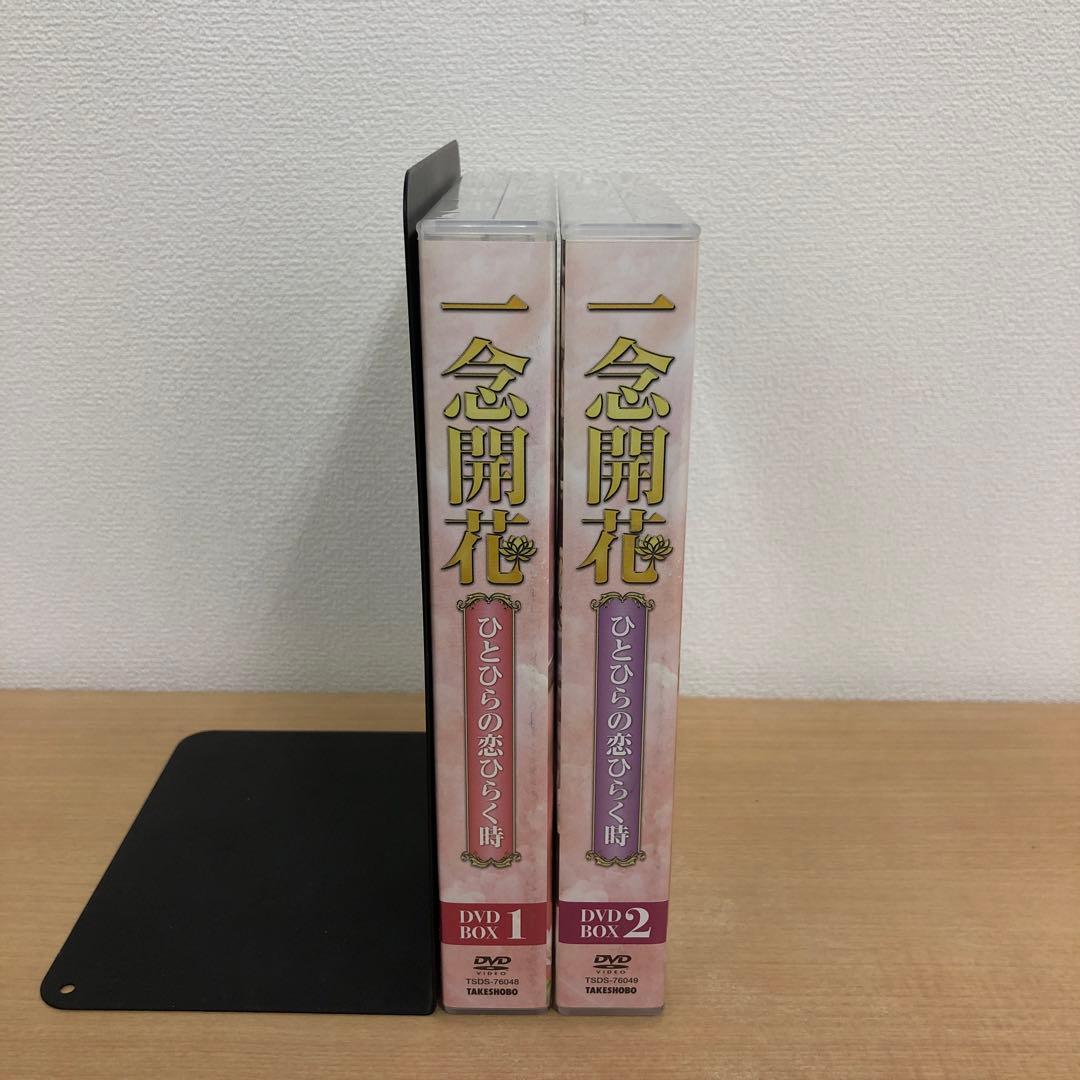 一念開花
ひとひらの恋ひらく時
DVD
BOX 1
DVD
VIDEO
TSDS-76048
TAKESHOBO
一念開花
ひとひらの恋ひらく時
DVD
BOX 2
DVD
VIDEO
TSDS-76049
TAKESHOBO